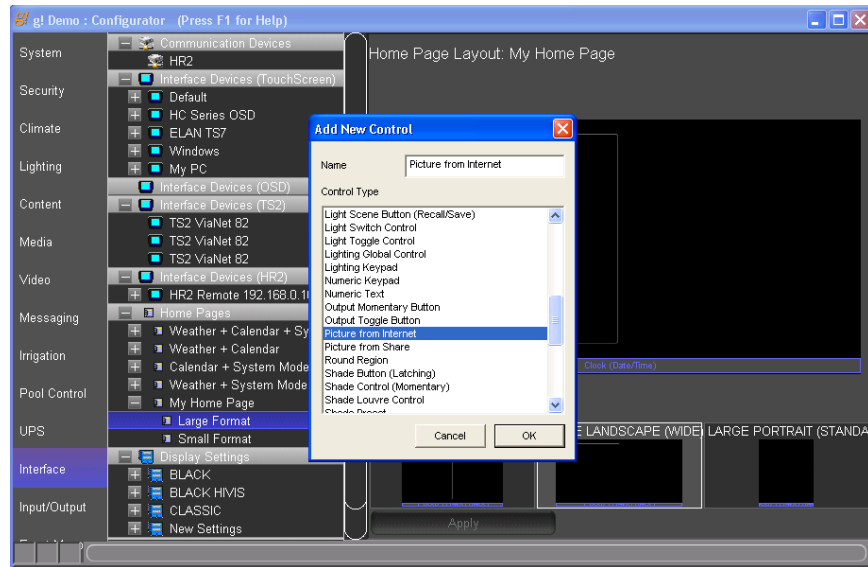 g! Demo : Configurator (Press F1 for Help)
System
Security
Climate
Lighting
Content
Media
Video
Messaging
Irrigation
Pool Control
UPS
Interface
Input/Output
Communication Devices
HR2
Interface Devices (TouchScreen)
Default
HC Series OSD
ELAN TS7
Windows
My PC
Interface Devices (OSD)
Interface Devices (TS2)
TS2 ViaNet 82
TS2 ViaNet 82
TS2 ViaNet 82
Interface Devices (HR2)
HR2 Remote 192.168.0.10
Home Pages
Weather + Calendar + Sy
Weather + Calendar
Calendar + System Mode
Weather + System Mode
My Home Page
Large Format
Small Format
Display Settings
BLACK
BLACK HIVIS
CLASSIC
New Settings
Home Page Layout: My Home Page
Add New Control
Name
Picture from Internet
Control Type
Light Scene Button (Recall/Save)
Light Switch Control
Light Toggle Control
Lighting Global Control
Lighting Keypad
Numeric Keypad
Numeric Text
Output Momentary Button
Output Toggle Button
Picture from Internet
Picture from Share
Round Region
Shade Button (Latching)
Shade Control (Momentary)
Shade Louvre Control
Shade Preset
Cancel
OK
Clock (Date/Time)
E LANDSCAPE (WIDE)
LARGE PORTRAIT (STANDA
Apply